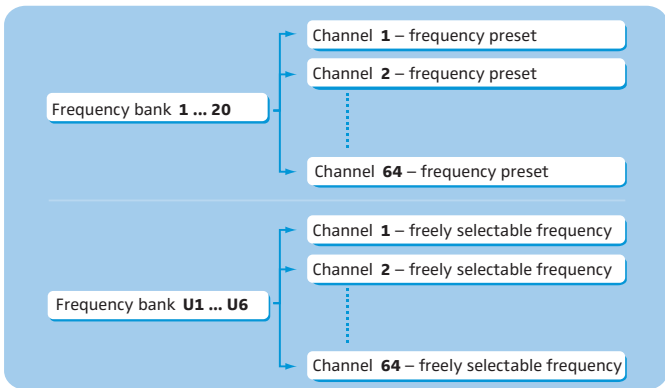 Channel 1 – frequency preset
Channel 2 – frequency preset
Frequency bank 1 ... 20
Channel 64 – frequency preset
Channel 1 – freely selectable frequency
Channel 2 – freely selectable frequency
Frequency bank U1 ... U6
Channel 64 – freely selectable frequency